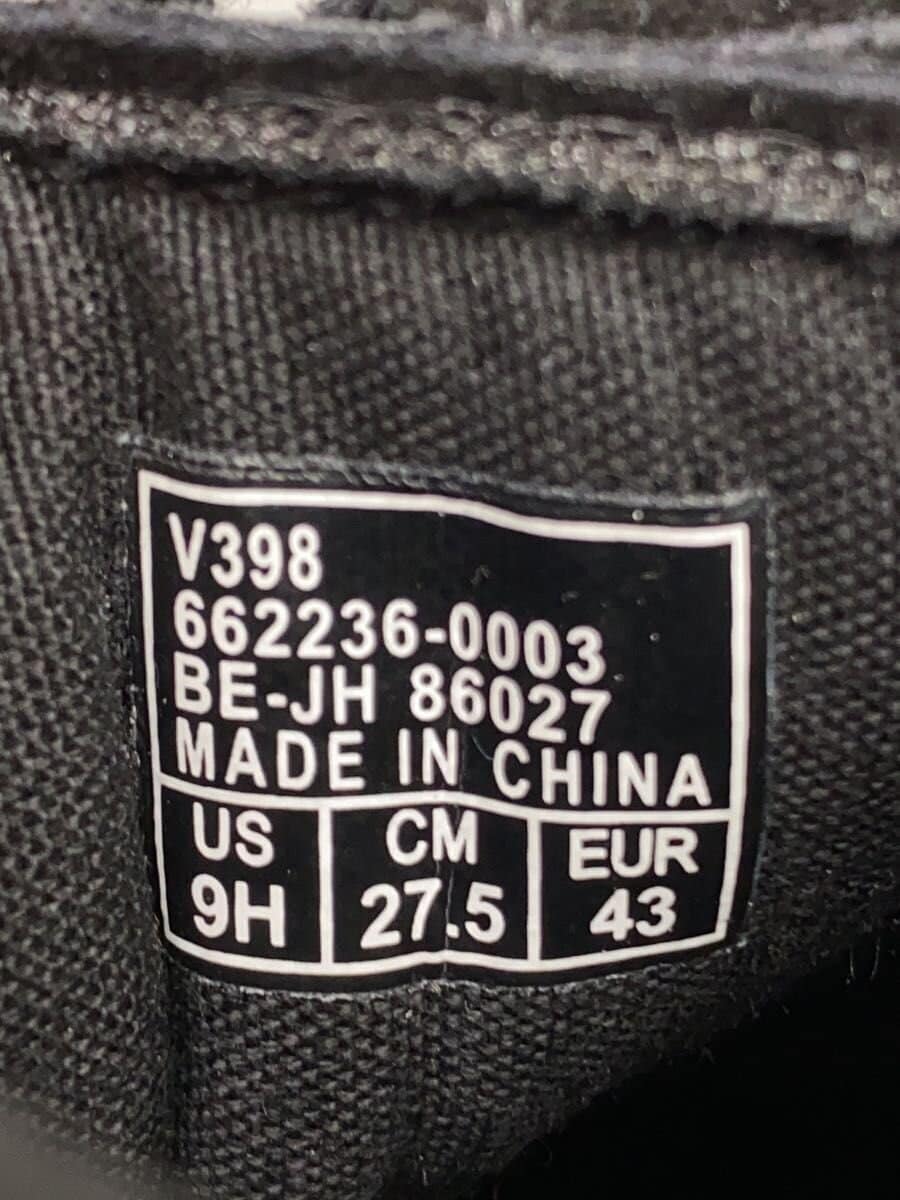 V398
662236-0003
BE-JH 86027
MADE IN CHINA
US CM EUR
9H 27.5 43